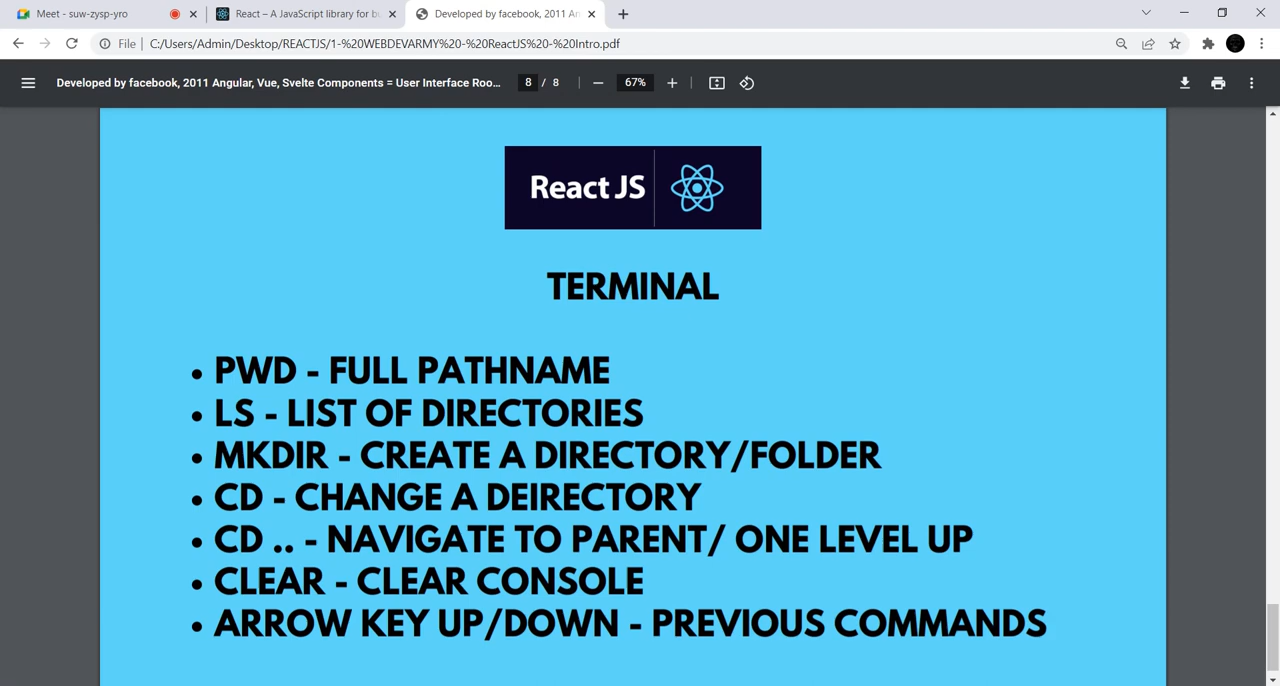 Meet - suw-zysp-yro
React – A JavaScript library for bu
Developed by facebook, 2011 An
File
C:/Users/Admin/Desktop/REACTJS/1-%20WEBDEVARMY%20-%20ReactJS%20-%20Intro.pdf
Developed by facebook, 2011 Angular, Vue, Svelte Components = User Interface Roo...
8 / 8
67%
React JS
TERMINAL
• PWD - FULL PATHNAME
• LS - LIST OF DIRECTORIES
• MKDIR - CREATE A DIRECTORY/FOLDER
• CD - CHANGE A DEIRECTORY
• CD .. - NAVIGATE TO PARENT/ ONE LEVEL UP
• CLEAR - CLEAR CONSOLE
• ARROW KEY UP/DOWN - PREVIOUS COMMANDS